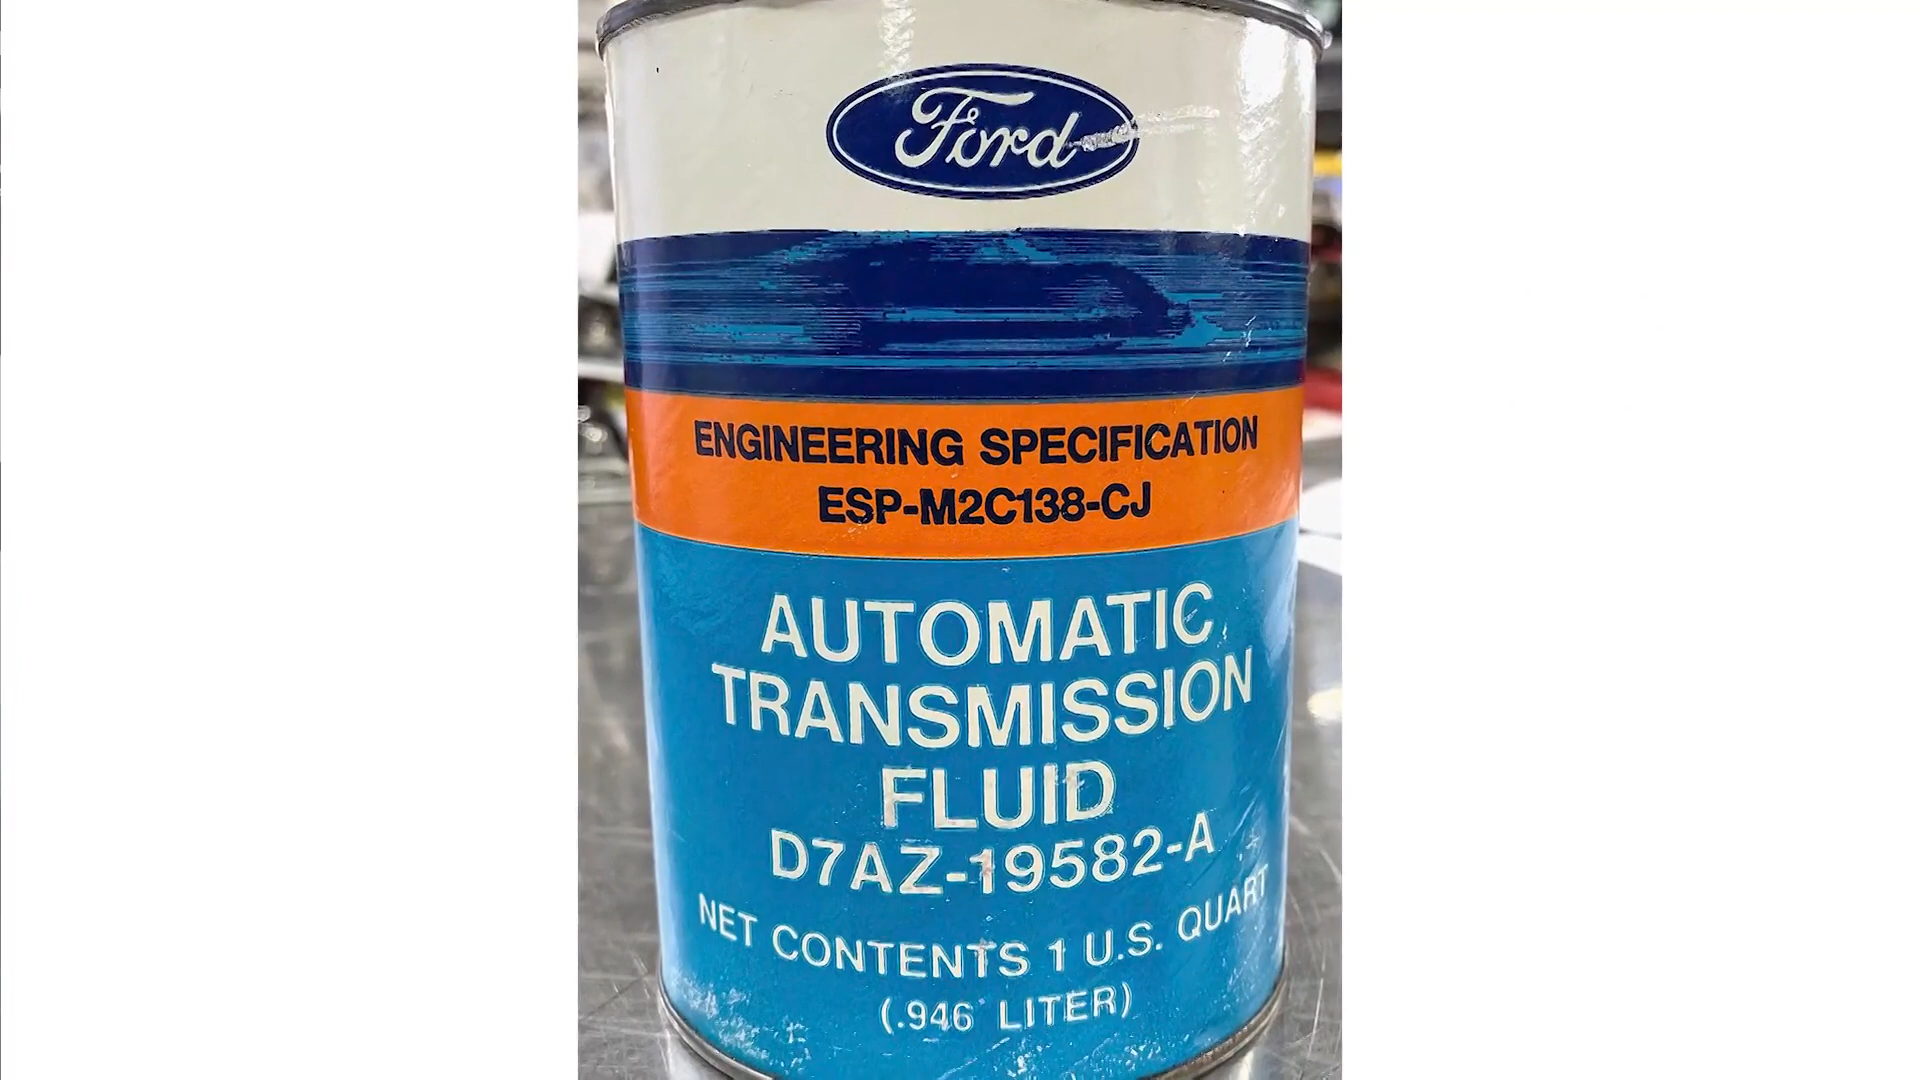 Ford
ENGINEERING SPECIFICATION
ESP-M2C138-CJ
AUTOMATIC
TRANSMISSION
FLUID
D7AZ-19582-A
NET CONTENTS 1 U.S. QUART
(.946 LITER)